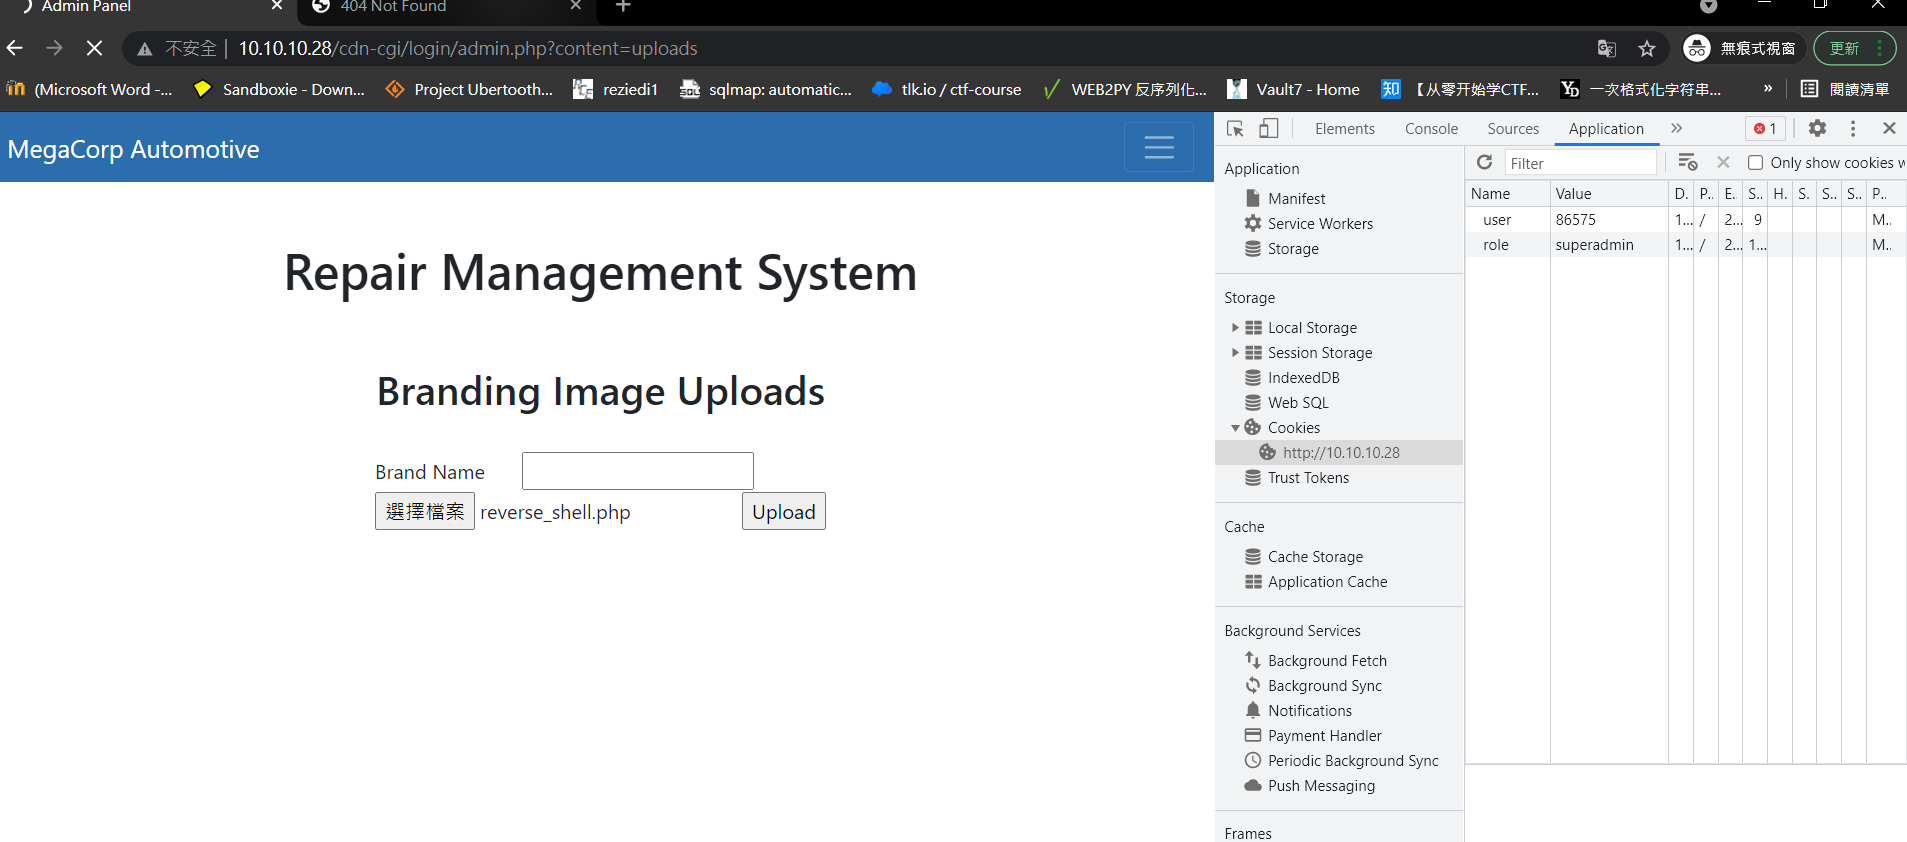 Admin Panel
404 Not Found
不安全 | 10.10.10.28/cdn-cgi/login/admin.php?content=uploads
無痕式視窗
更新
(Microsoft Word -...
Sandboxie - Down...
Project Ubertooth...
reziedi1
sqlmap: automatic...
tlk.io / ctf-course
WEB2PY 反序列化...
Vault7 - Home
【从零开始学CTF...
一次格式化字符串...
»
閱讀清單
MegaCorp Automotive
Repair Management System
Branding Image Uploads
Brand Name
選擇檔案 reverse_shell.php
Upload
Elements
Console
Sources
Application
»
1
Application
Manifest
Service Workers
Storage
Storage
Local Storage
Session Storage
IndexedDB
Web SQL
Cookies
http://10.10.10.28
Trust Tokens
Cache
Cache Storage
Application Cache
Background Services
Background Fetch
Background Sync
Notifications
Payment Handler
Periodic Background Sync
Push Messaging
Frames
Filter
Only show cookies w
Name Value D. P.. E.. S.. H. S. S.. S.. P.
user 86575 1... / 2... 9 M..
role superadmin 1... / 2... 1... M..